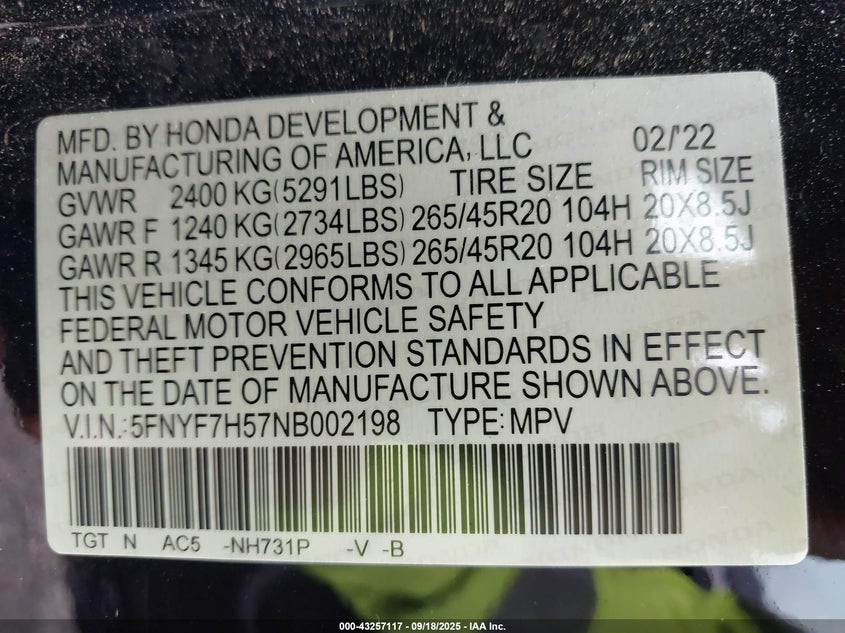 MFD. BY HONDA DEVELOPMENT &
MANUFACTURING OF AMERICA, LLC 02/'22
GVWR 2400 KG(5291LBS) TIRE SIZE RIM SIZE
GAWR F 1240 KG(2734LBS) 265/45R20 104H 20X8.5J
GAWR R 1345 KG(2965LBS) 265/45R20 104H 20X8.5J
THIS VEHICLE CONFORMS TO ALL APPLICABLE
FEDERAL MOTOR VEHICLE SAFETY
AND THEFT PREVENTION STANDARDS IN EFFECT
ON THE DATE OF MANUFACTURE SHOWN ABOVE.
V.I.N.:5FNYF7H57NB002198 TYPE:MPV
TGT N AC5 -NH731P -V -B
000-43257117 - 09/18/2025 - IAA Inc.